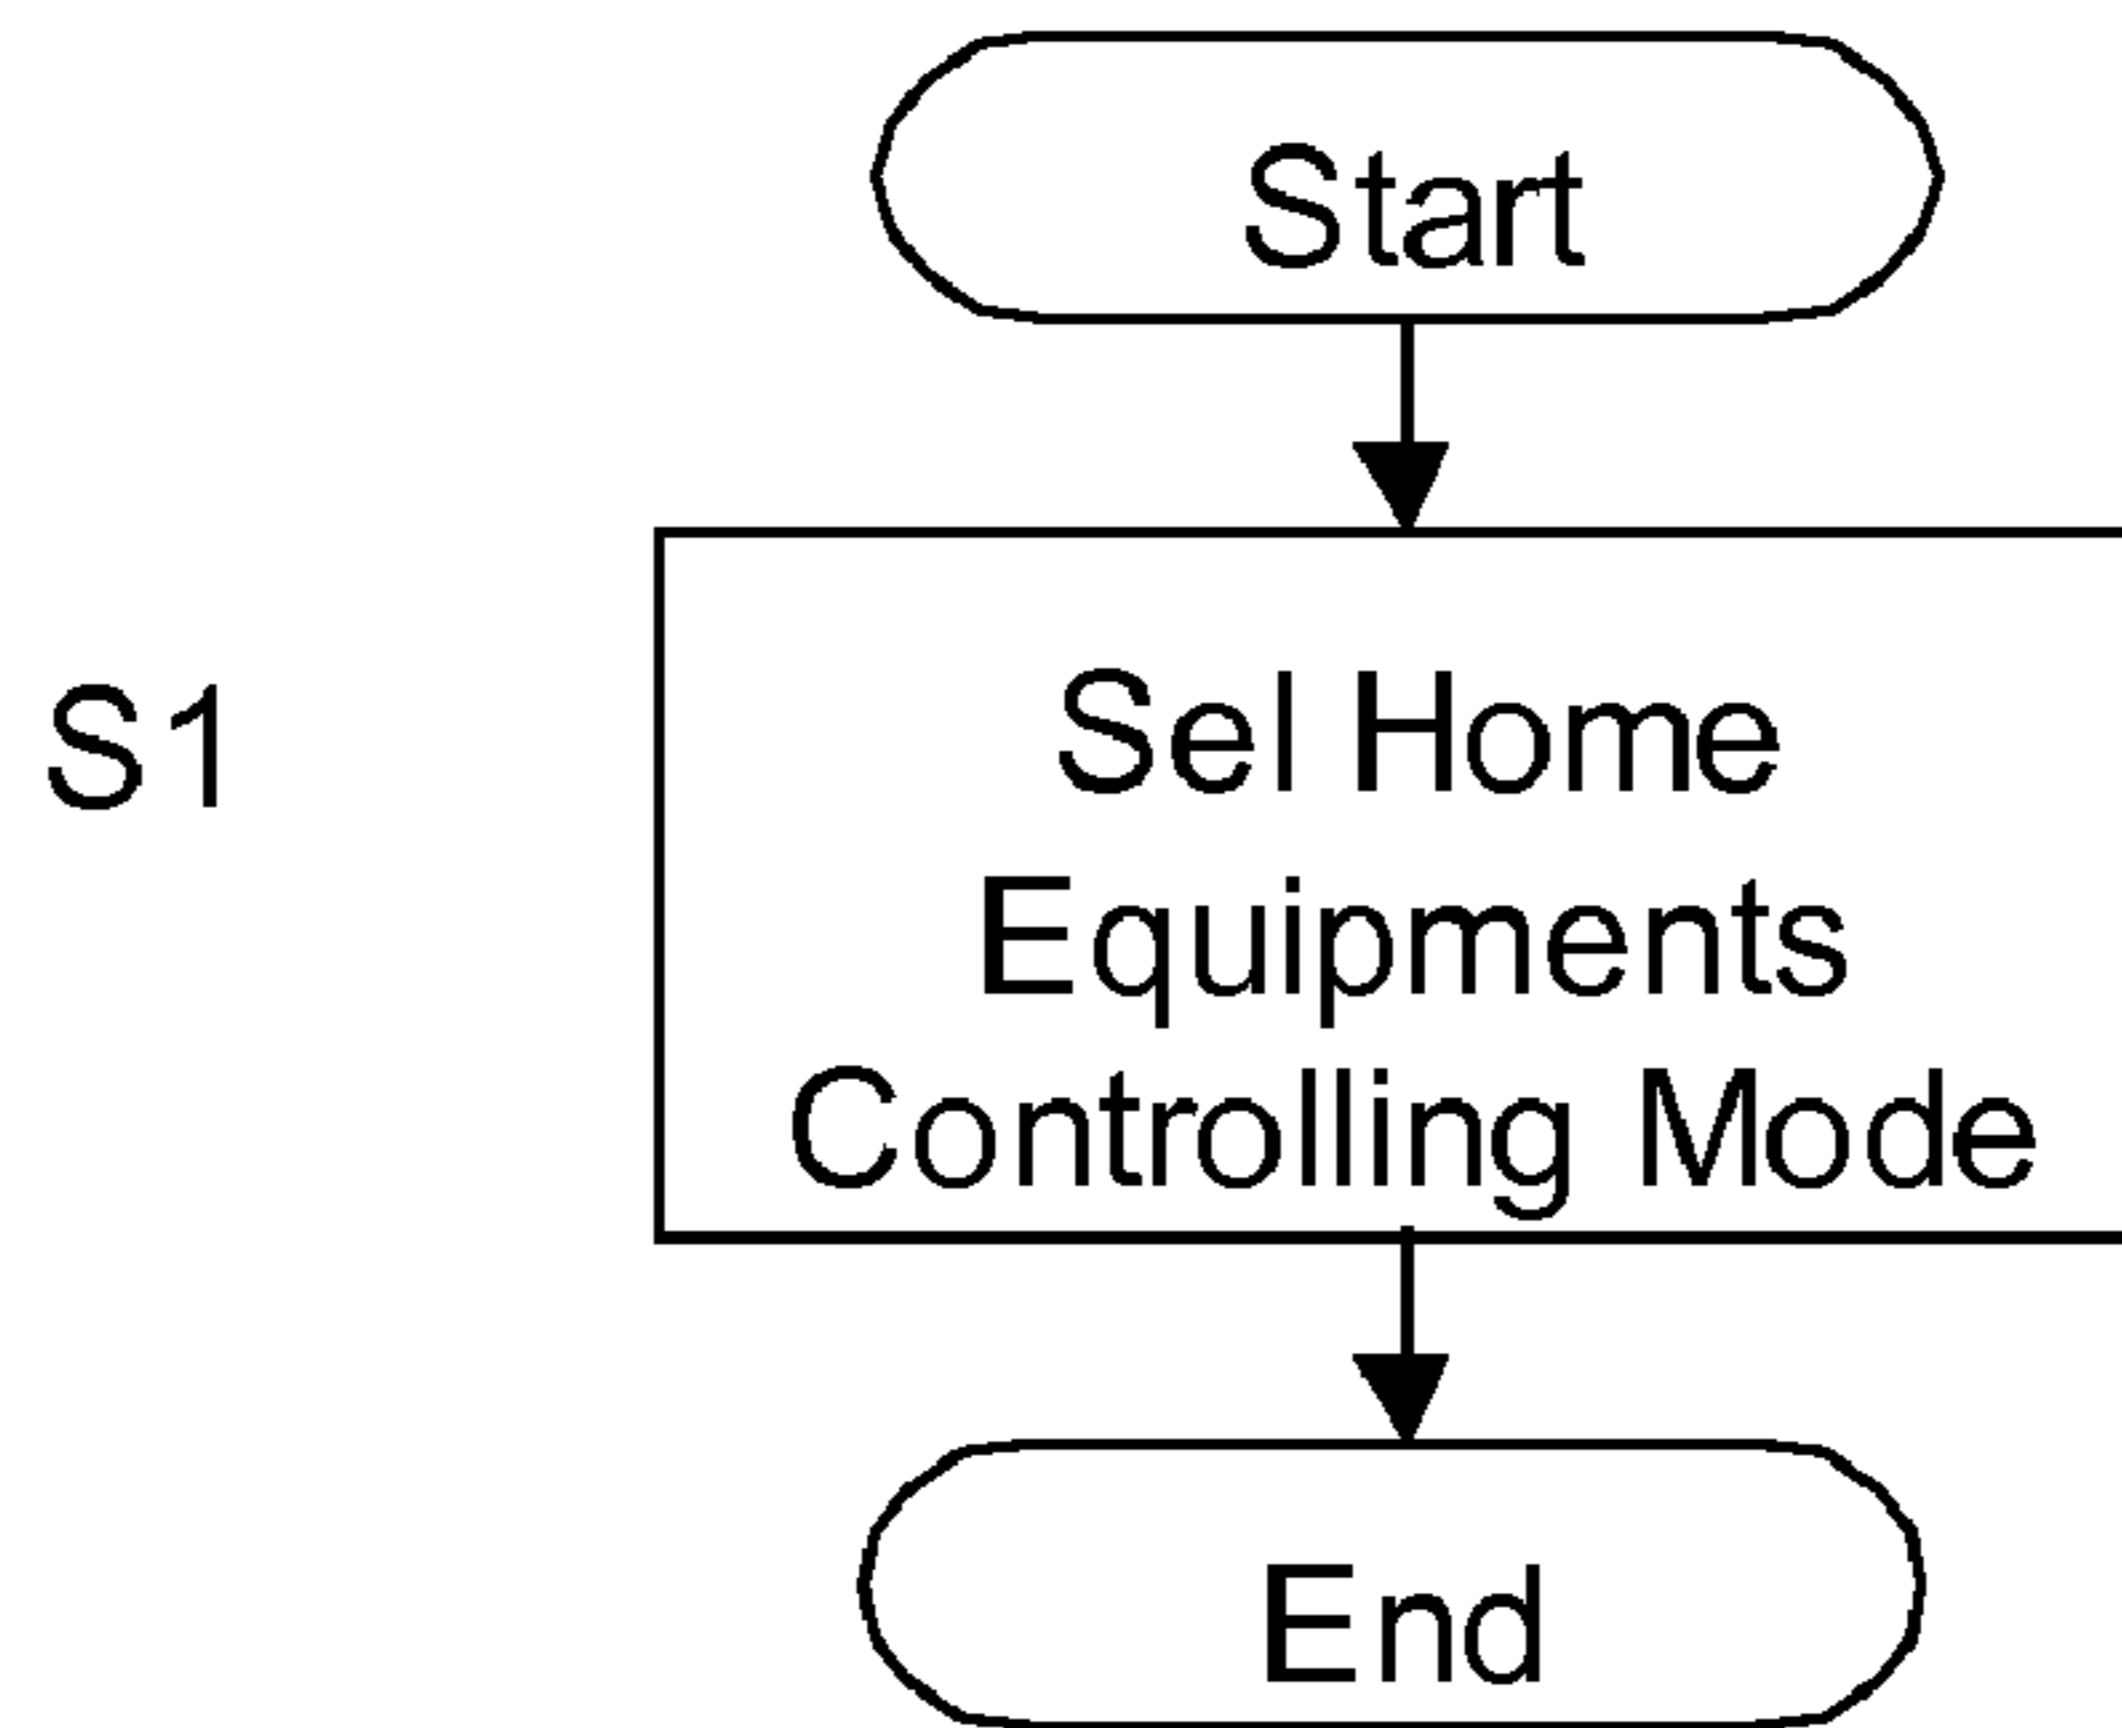 Start
S1
Sel Home
Equipments
Controlling Mode
End